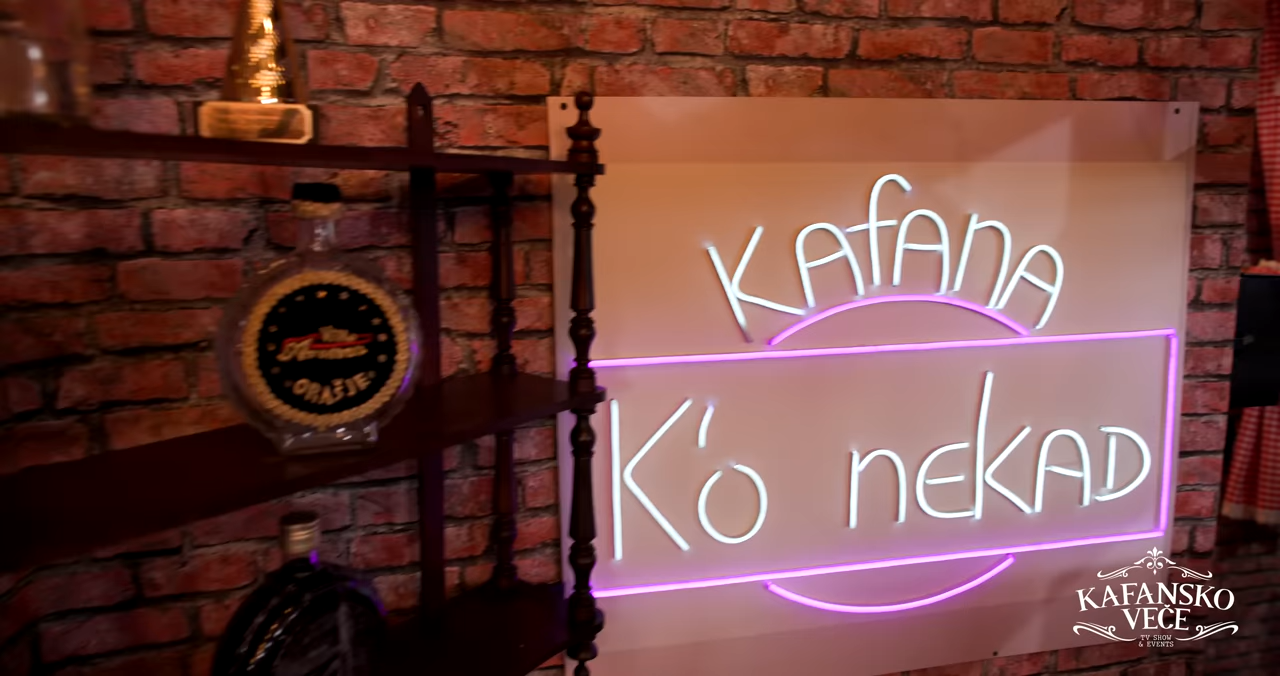 kafana
K'o nekad
ORAŠJE
KAFANSKO
VEČE
TV SHOW
& EVENTS